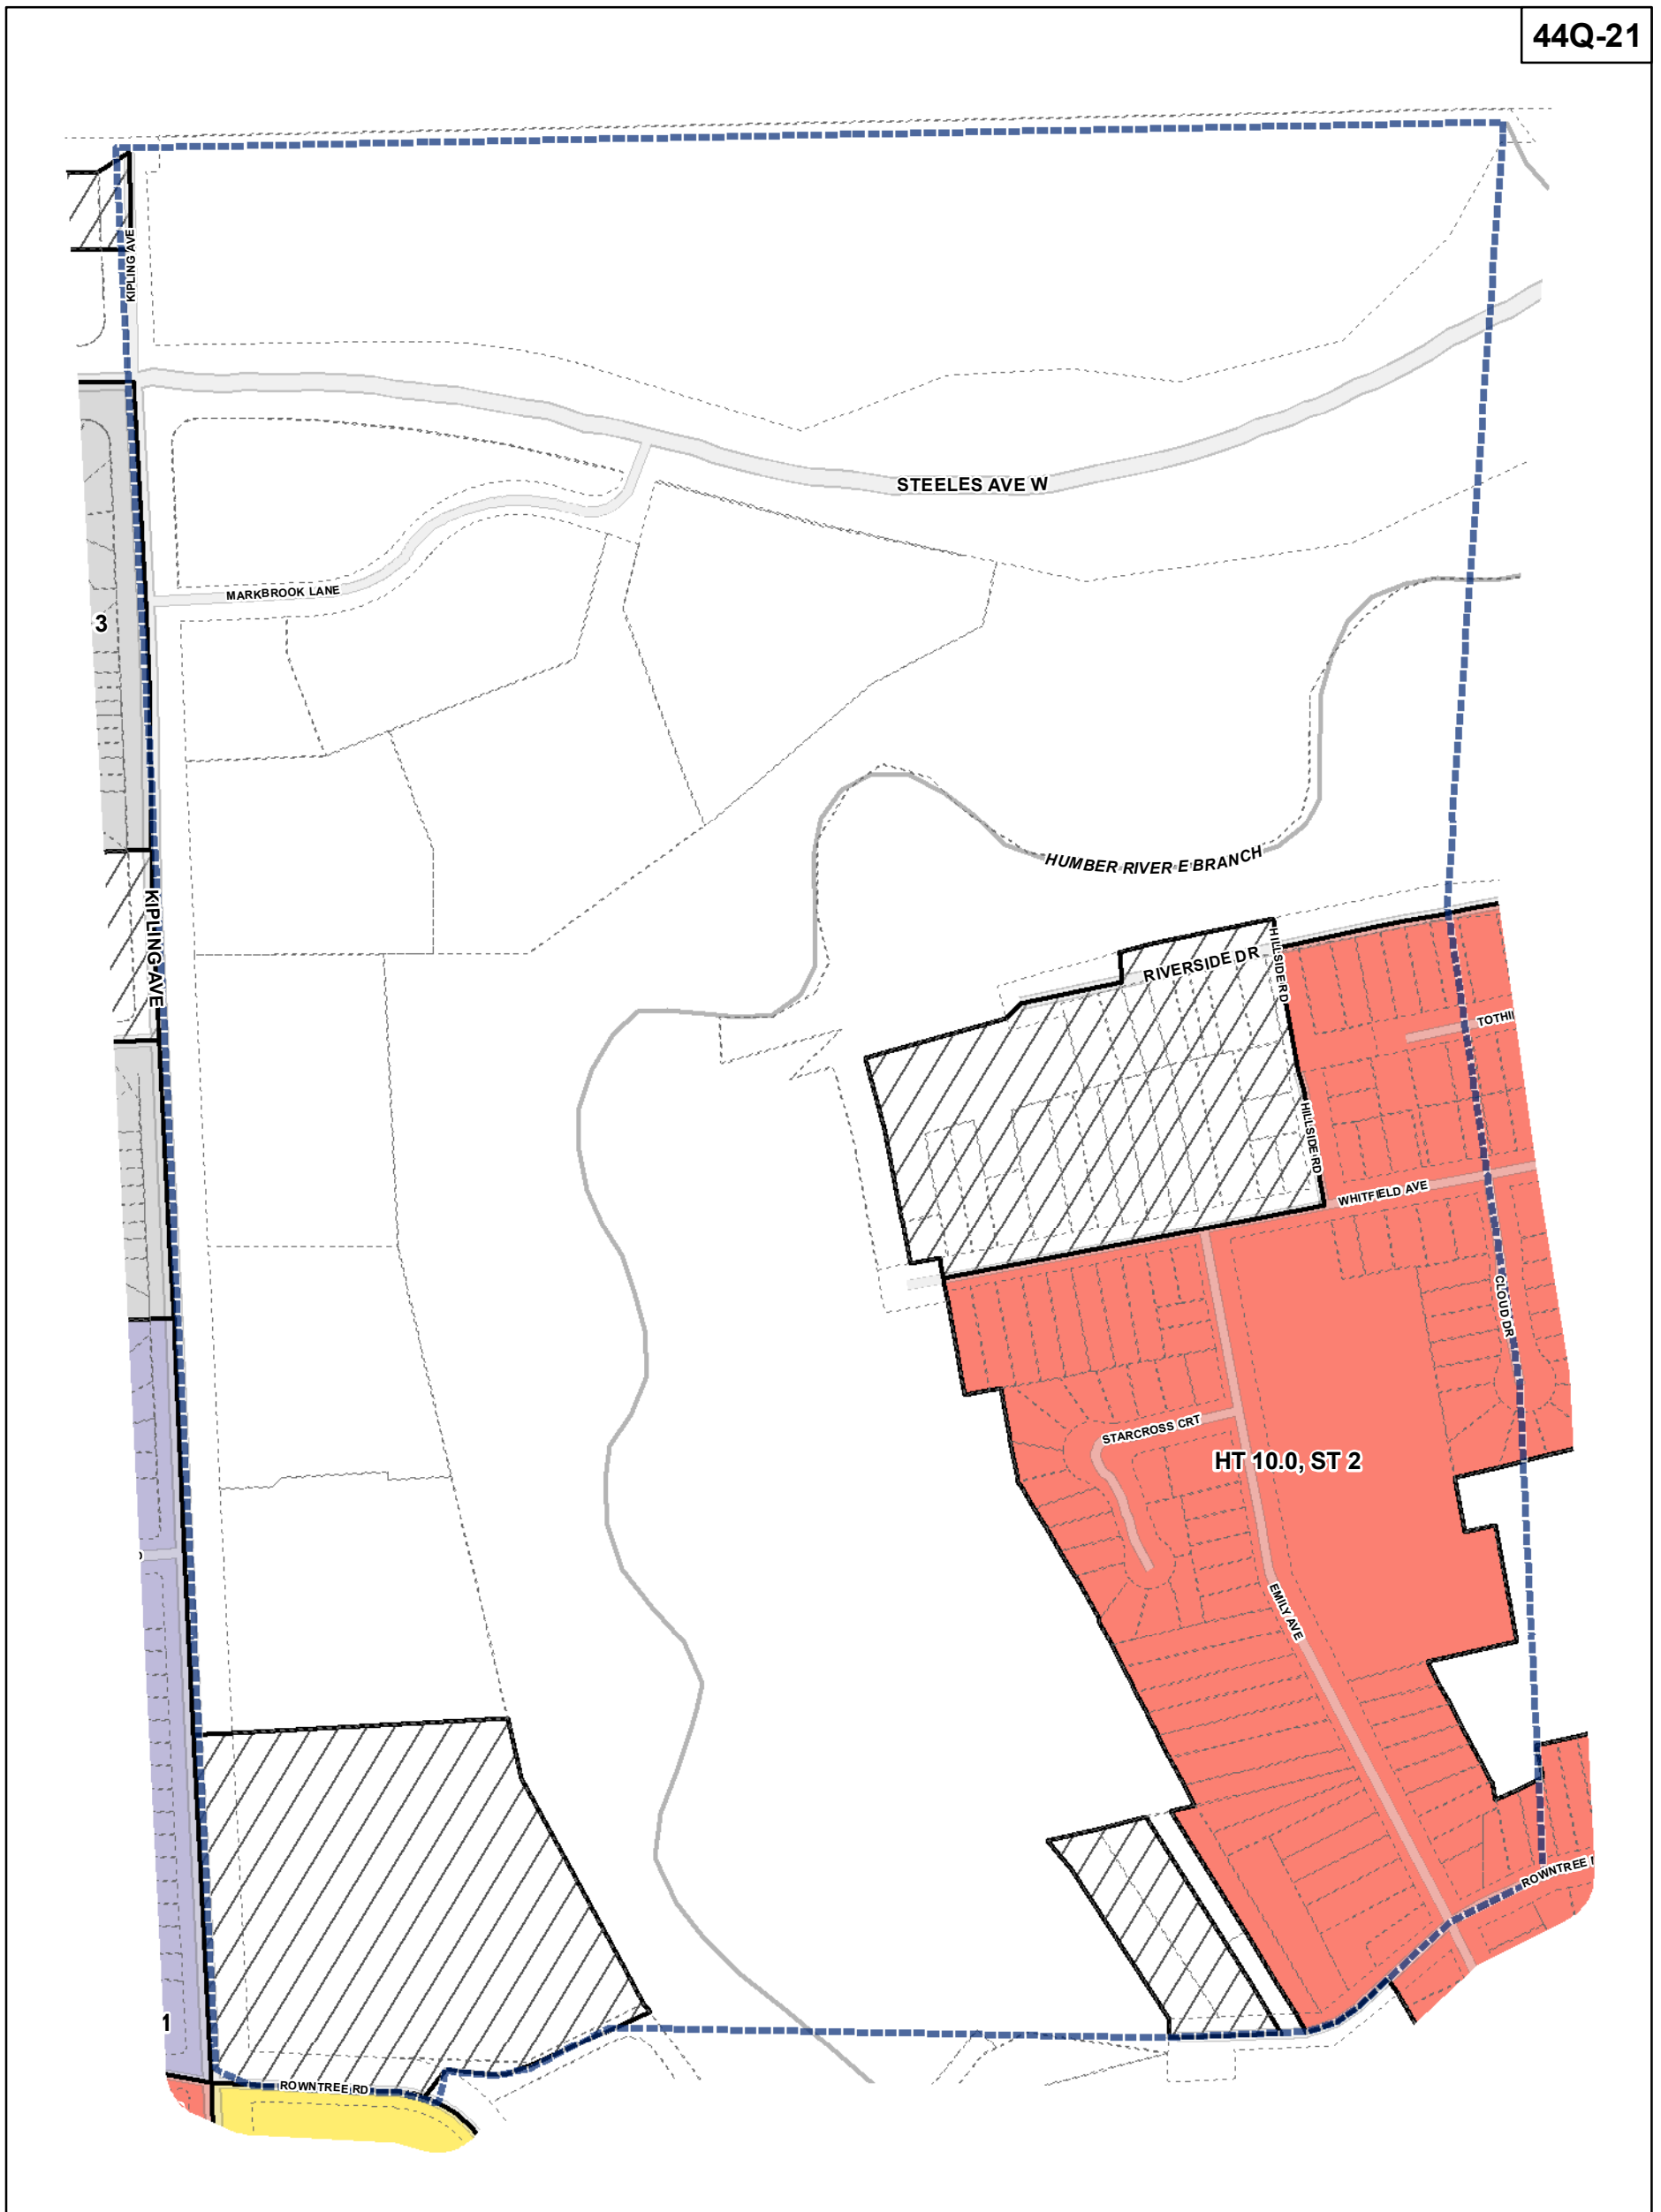 44Q-21
KIPLING AVE
STEELES AVE W
MARKBROOK LANE
3
HUMBER RIVER E BRANCH
KIPLING AVE
RIVERSIDE DR
HILLSIDE RD
TOTHI
HILLSIDE RD
WHITFIELD AVE
CLOUD DR
STARCROSS CRT
HT 10.0, ST 2
EMILY AVE
ROWNTREE
1
ROWNTREE RD